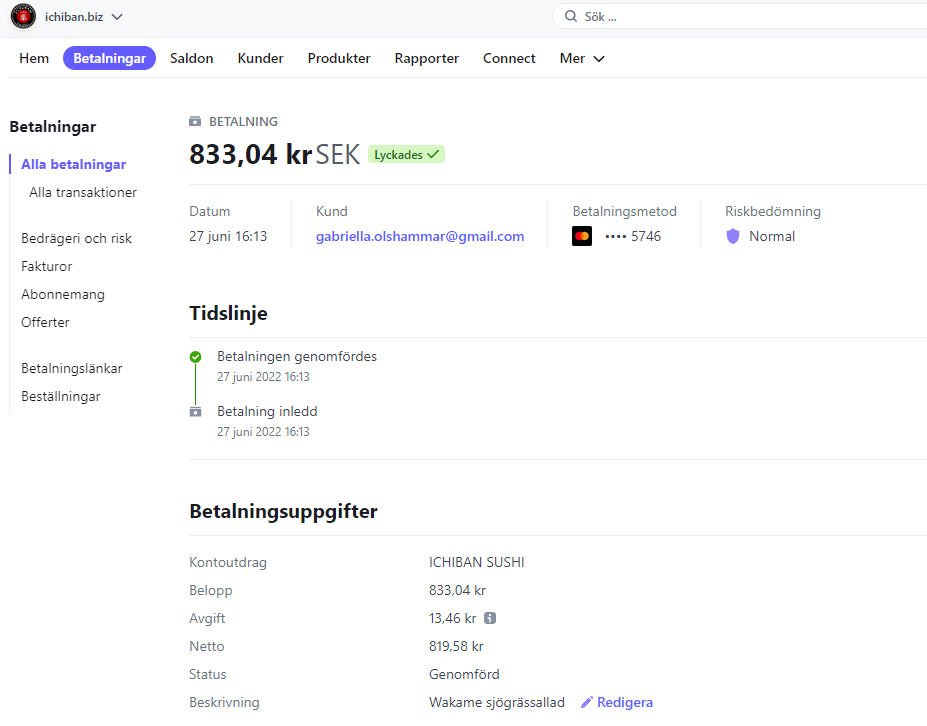 ichiban.biz
Sök ...
Hem Betalningar Saldon Kunder Produkter Rapporter Connect Mer
Betalningar
Alla betalningar
Alla transaktioner
Bedrägeri och risk
Fakturor
Abonnemang
Offerter
Betalningslänkar
Beställningar
BETALNING
833,04 kr SEK Lyckades
Datum Kund Betalningsmetod Riskbedömning
27 juni 16:13 gabriella.olshammar@gmail.com •••• 5746 Normal
Tidslinje
Betalningen genomfördes
27 juni 2022 16:13
Betalning inledd
27 juni 2022 16:13
Betalningsuppgifter
Kontoutdrag ICHIBAN SUSHI
Belopp 833,04 kr
Avgift 13,46 kr
Netto 819,58 kr
Status Genomförd
Beskrivning Wakame sjögrässallad Redigera